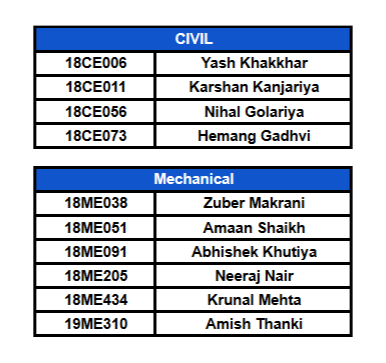 CIVIL
18CE006 Yash Khakkhar
18CE011 Karshan Kanjariya
18CE056 Nihal Golariya
18CE073 Hemang Gadhvi
Mechanical
18ME038 Zuber Makrani
18ME051 Amaan Shaikh
18ME091 Abhishek Khutiya
18ME205 Neeraj Nair
18ME434 Krunal Mehta
19ME310 Amish Thanki